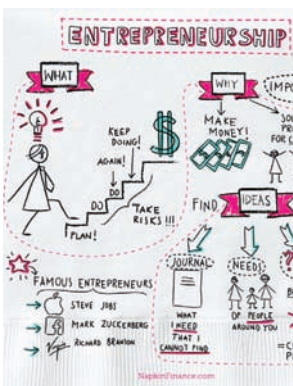 ENTREPRENEURSHIP
WHAT
PLAN!
DO
DO
AGAIN!
KEEP
DOING!
$
TAKE
RISKS!!!
WHY
MAKE
MONEY!
FIND
IDEAS
JOURNAL
WHAT
I NEED
THAT I
CANNOT FIND
NEEDS
OF PEOPLE
AROUND YOU
FAMOUS ENTREPRENEURS
STEVE JOBS
f
MARK ZUCKERBERG
Virgin
RICHARD BRANSON
NapkinFinance.com